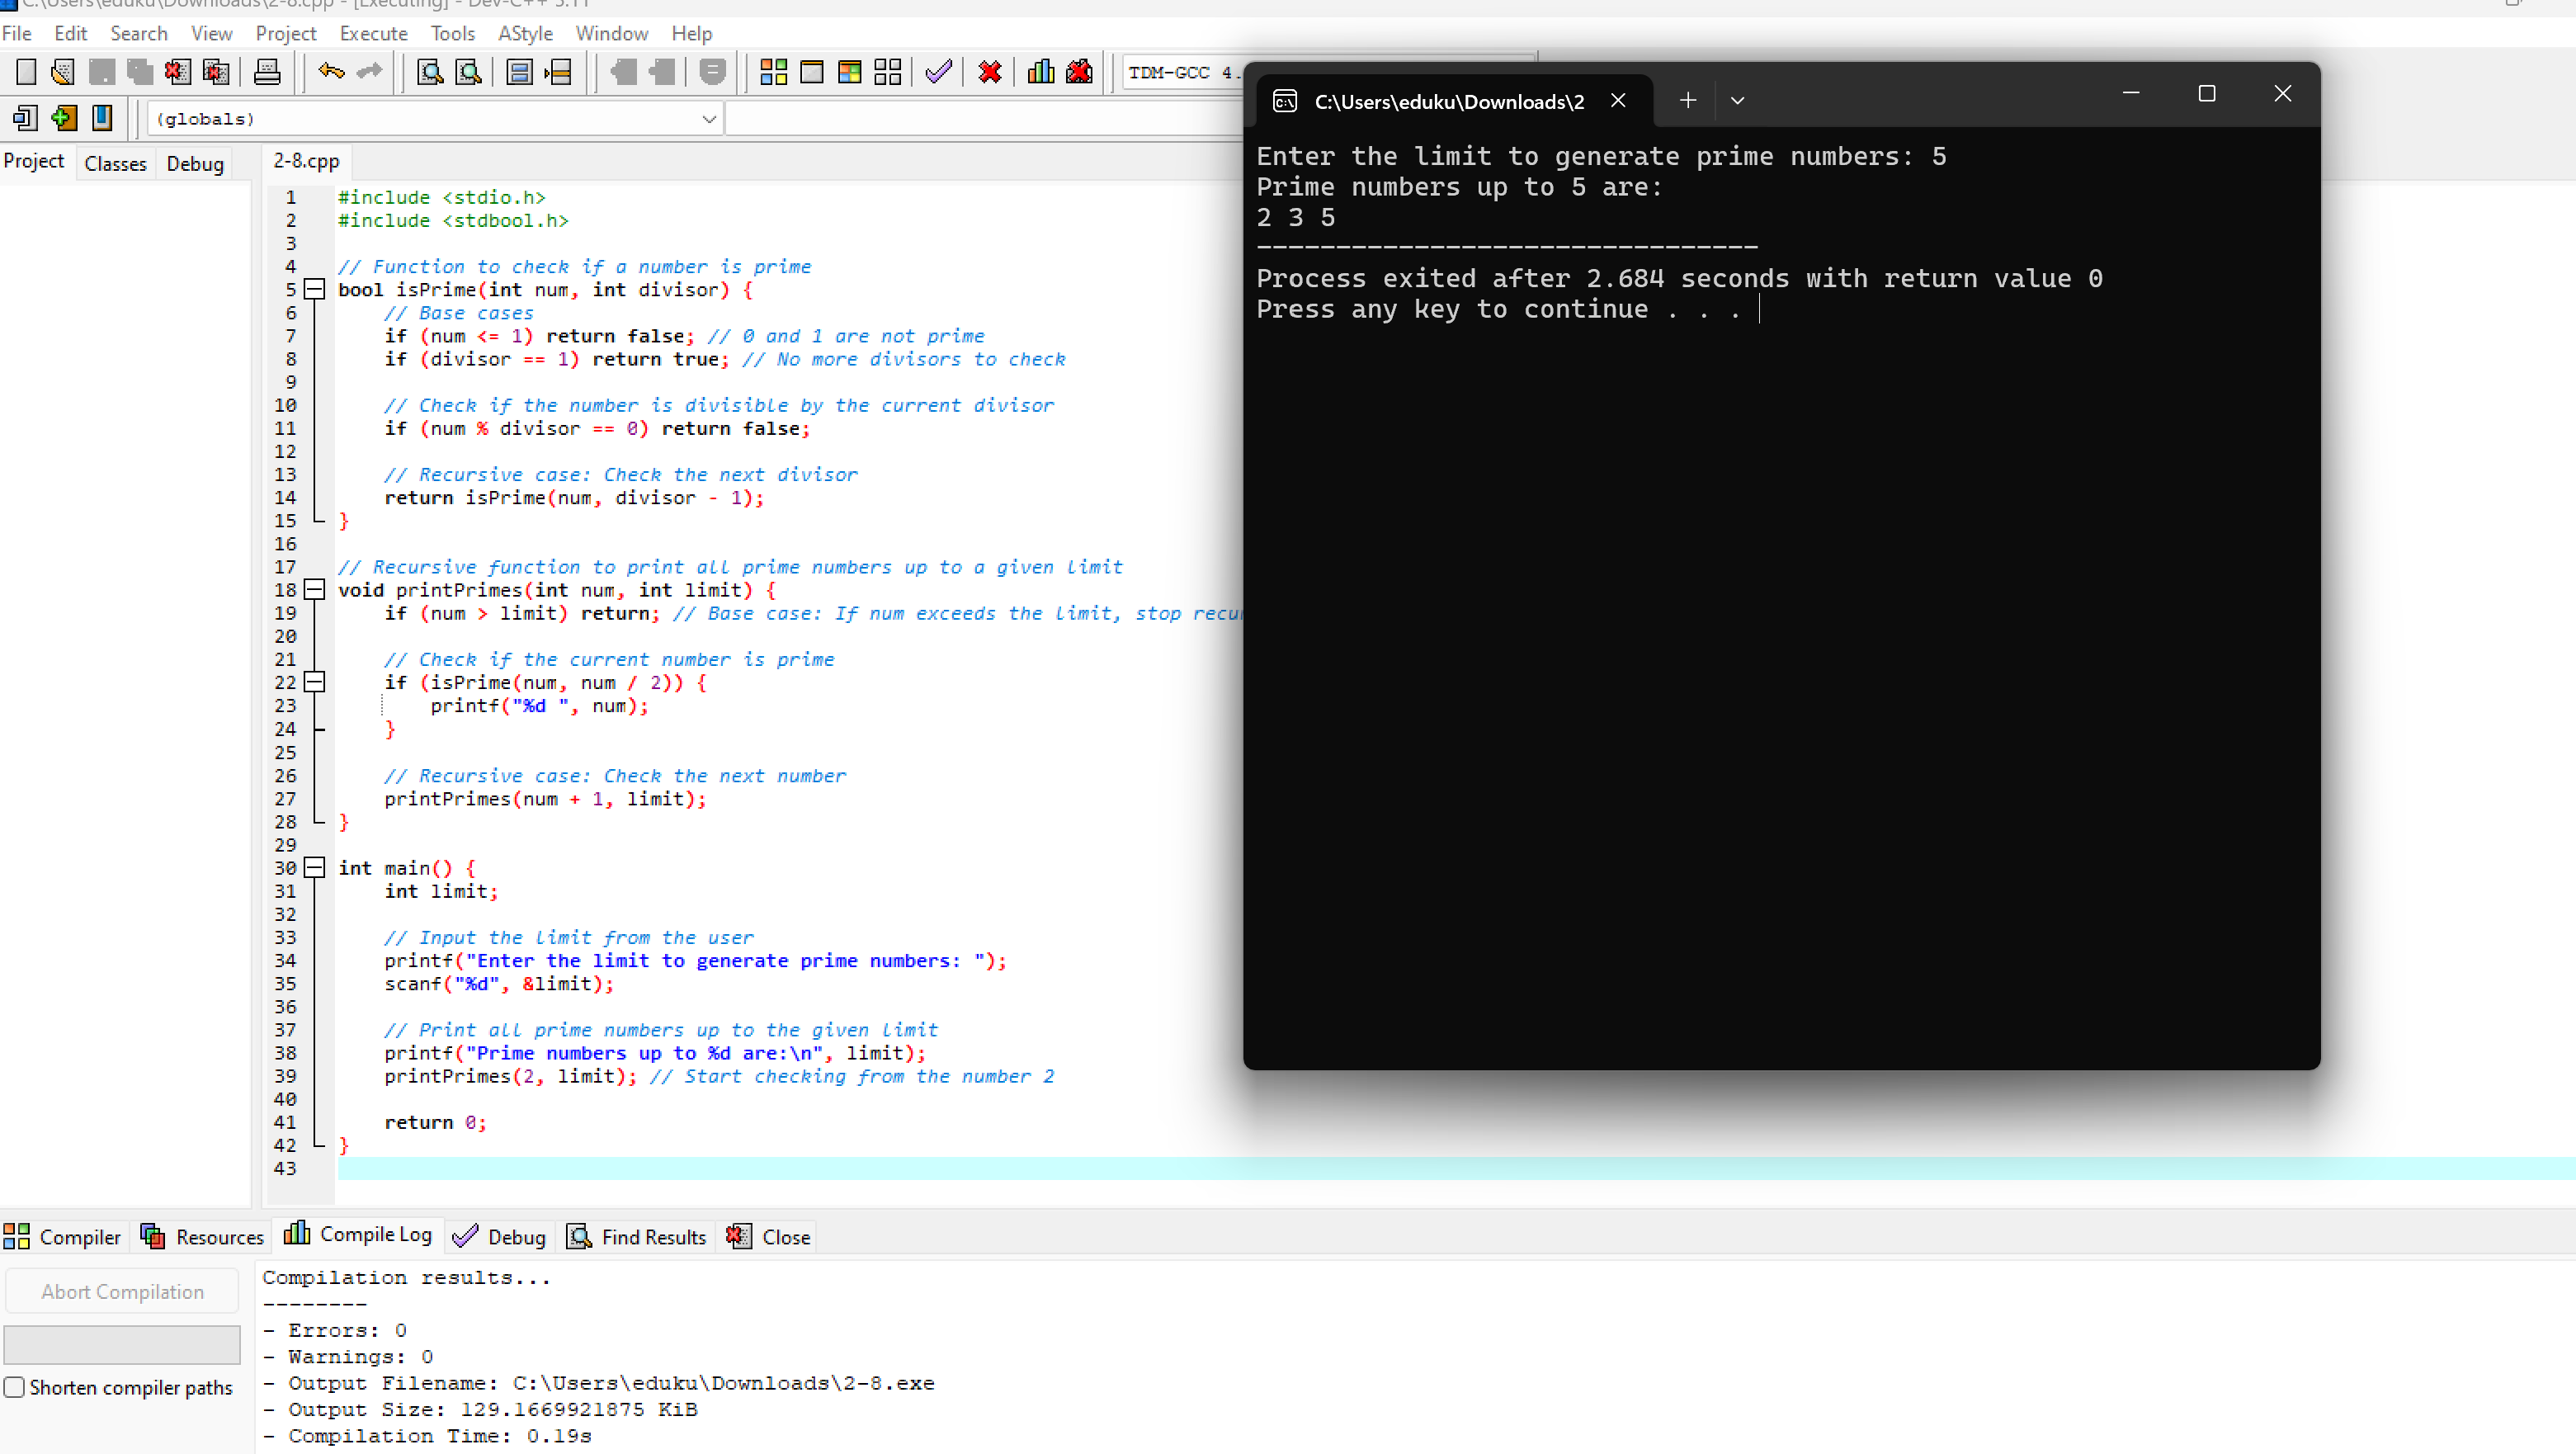 C:\Users\eduku\Downloads\2-8.cpp - [Executing] - Dev-C++ 5.11
File Edit Search View Project Execute Tools AStyle Window Help
TDM-GCC 4.
(globals)
Project Classes Debug
2-8.cpp
1 #include <stdio.h>
2 #include <stdbool.h>
3
4 // Function to check if a number is prime
5 bool isPrime(int num, int divisor) {
6 // Base cases
7 if (num <= 1) return false; // 0 and 1 are not prime
8 if (divisor == 1) return true; // No more divisors to check
9
10 // Check if the number is divisible by the current divisor
11 if (num % divisor == 0) return false;
12
13 // Recursive case: Check the next divisor
14 return isPrime(num, divisor - 1);
15 }
16
17 // Recursive function to print all prime numbers up to a given limit
18 void printPrimes(int num, int limit) {
19 if (num > limit) return; // Base case: If num exceeds the limit, stop
20
21 // Check if the current number is prime
22 if (isPrime(num, num / 2)) {
23 printf("%d ", num);
24 }
25
26 // Recursive case: Check the next number
27 printPrimes(num + 1, limit);
28 }
29
30 int main() {
31 int limit;
32
33 // Input the limit from the user
34 printf("Enter the limit to generate prime numbers: ");
35 scanf("%d", &limit);
36
37 // Print all prime numbers up to the given limit
38 printf("Prime numbers up to %d are:\n", limit);
39 printPrimes(2, limit); // Start checking from the number 2
40
41 return 0;
42 }
43
C:\Users\eduku\Downloads\2
Enter the limit to generate prime numbers: 5
Prime numbers up to 5 are:
2 3 5
--------------------------------
Process exited after 2.684 seconds with return value 0
Press any key to continue . . .
Compiler Resources Compile Log Debug Find Results Close
Abort Compilation
Shorten compiler paths
Compilation results...
--------
- Errors: 0
- Warnings: 0
- Output Filename: C:\Users\eduku\Downloads\2-8.exe
- Output Size: 129.1669921875 KiB
- Compilation Time: 0.19s